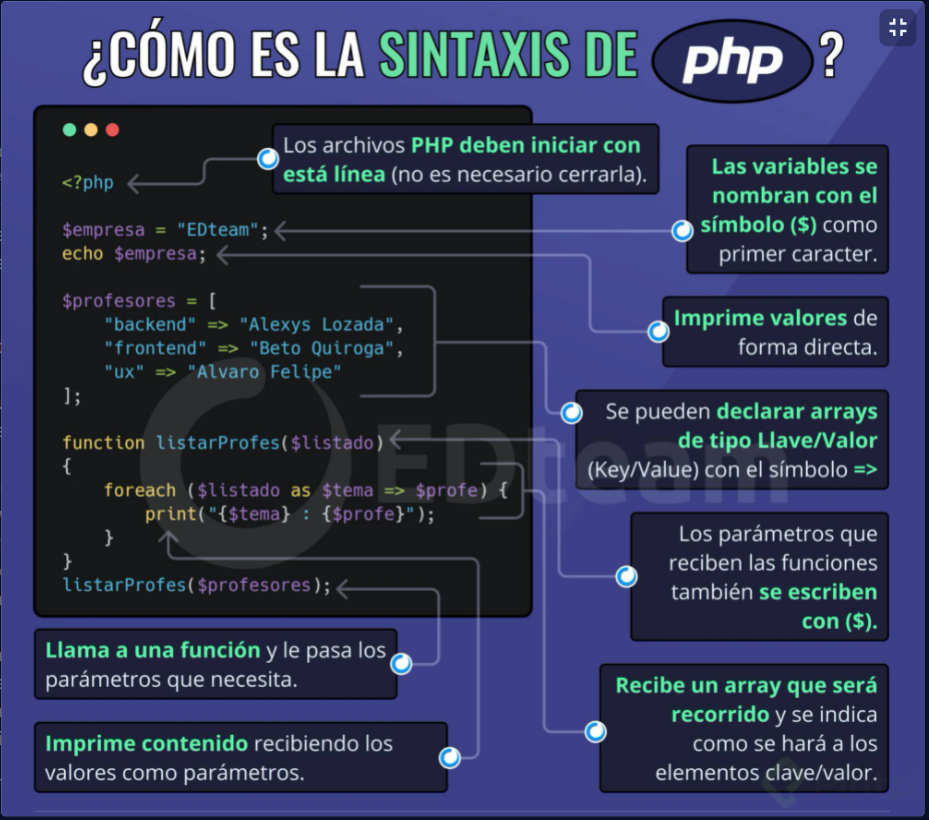 ¿CÓMO ES LA SINTAXIS DE php ?
Los archivos PHP deben iniciar con
está línea (no es necesario cerrarla).
<?php
$empresa = "EDteam";
echo $empresa;
$profesores = [
"backend" => "Alexys Lozada",
"frontend" => "Beto Quiroga",
"ux" => "Alvaro Felipe"
];
function listarProfes($listado)
{
foreach ($listado as $tema => $profe) {
print("{$tema} : {$profe}");
}
}
listarProfes($profesores);
Las variables se
nombran con el
símbolo ($) como
primer caracter.
Imprime valores de
forma directa.
Se pueden declarar arrays
de tipo Llave/Valor
(Key/Value) con el símbolo =>
Los parámetros que
reciben las funciones
también se escriben
con ($).
Recibe un array que será
recorrido y se indica
como se hará a los
elementos clave/valor.
Llama a una función y le pasa los
parámetros que necesita.
Imprime contenido recibiendo los
valores como parámetros.
EDteam